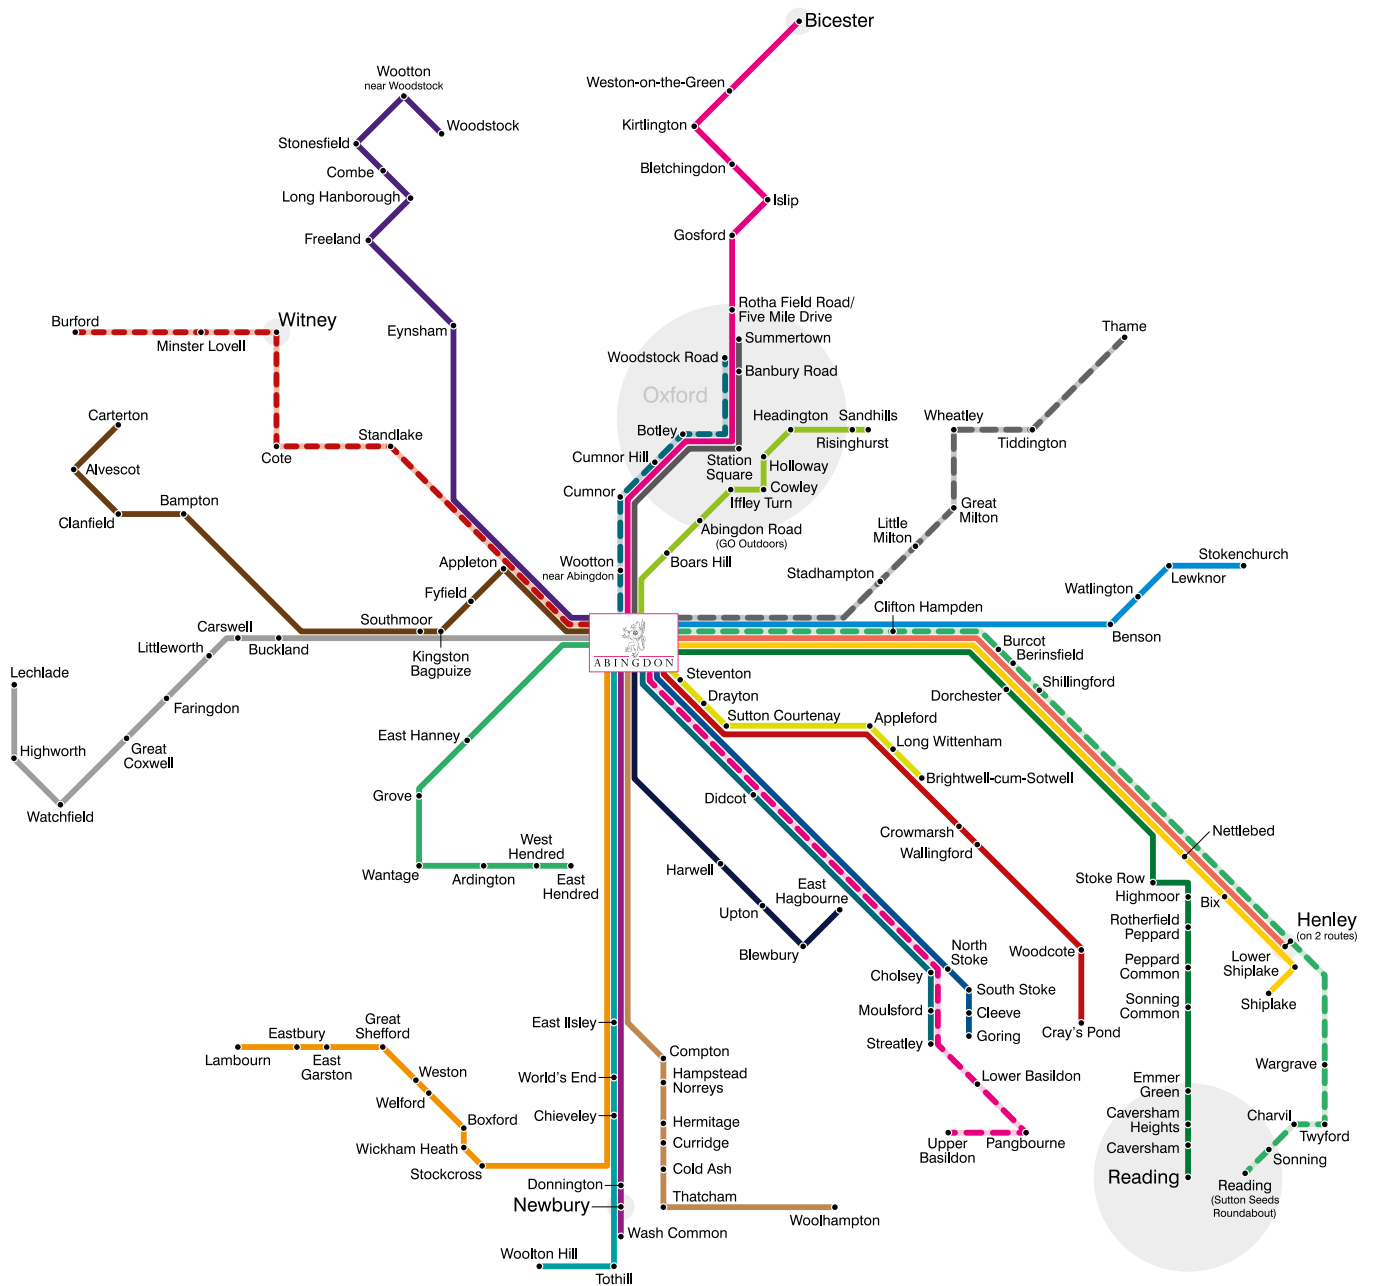 Bicester
Wootton
near Woodstock
Weston-on-the-Green
Woodstock
Kirtlington
Stonesfield
Bletchingdon
Combe
Long Hanborough
Islip
Freeland
Gosford
Rotha Field Road/
Five Mile Drive
Burford
Witney
Minster Lovell
Eynsham
Summertown
Thame
Woodstock Road
Banbury Road
Oxford
Carterton
Headington
Sandhills
Wheatley
Botley
Risinghurst
Tiddington
Standlake
Cote
Cumnor Hill
Station
Square
Holloway
Alvescot
Cumnor
Cowley
Iffley Turn
Bampton
Clanfield
Great
Milton
Abingdon Road
(GO Outdoors)
Little
Milton
Appleton
Wootton
near Abingdon
Boars Hill
Stokenchurch
Lewknor
Stadhampton
Watlington
Fyfield
Clifton Hampden
Southmoor
Carswell
Benson
Littleworth
Buckland
Kingston
Bagpuize
ABINGDON
Burcot
Berinsfield
Lechlade
Steventon
Shillingford
Faringdon
Drayton
Dorchester
Sutton Courtenay
Appleford
East Hanney
Long Wittenham
Highworth
Great
Coxwell
Brightwell-cum-Sotwell
Grove
Didcot
Watchfield
Crowmarsh
Wallingford
Nettlebed
West
Hendred
Wantage
Ardington
East
Hendred
Harwell
East
Hagbourne
Stoke Row
Highmoor
Bix
Upton
Rotherfield
Peppard
Henley
(on 2 routes)
Blewbury
North
Stoke
Woodcote
Lower
Shiplake
Cholsey
Peppard
Common
South Stoke
Shiplake
Moulsford
Cleeve
Sonning
Common
East Ilsley
Streatley
Goring
Cray's Pond
Great
Shefford
Eastbury
Lambourn
East
Garston
Compton
Wargrave
Weston
World's End
Hampstead
Norreys
Lower Basildon
Emmer
Green
Welford
Chieveley
Boxford
Hermitage
Caversham
Heights
Charvil
Twyford
Wickham Heath
Curridge
Upper
Basildon
Pangbourne
Caversham
Sonning
Stockcross
Cold Ash
Reading
Reading
(Sutton Seeds
Roundabout)
Donnington
Newbury
Thatcham
Woolhampton
Wash Common
Woolton Hill
Tothill